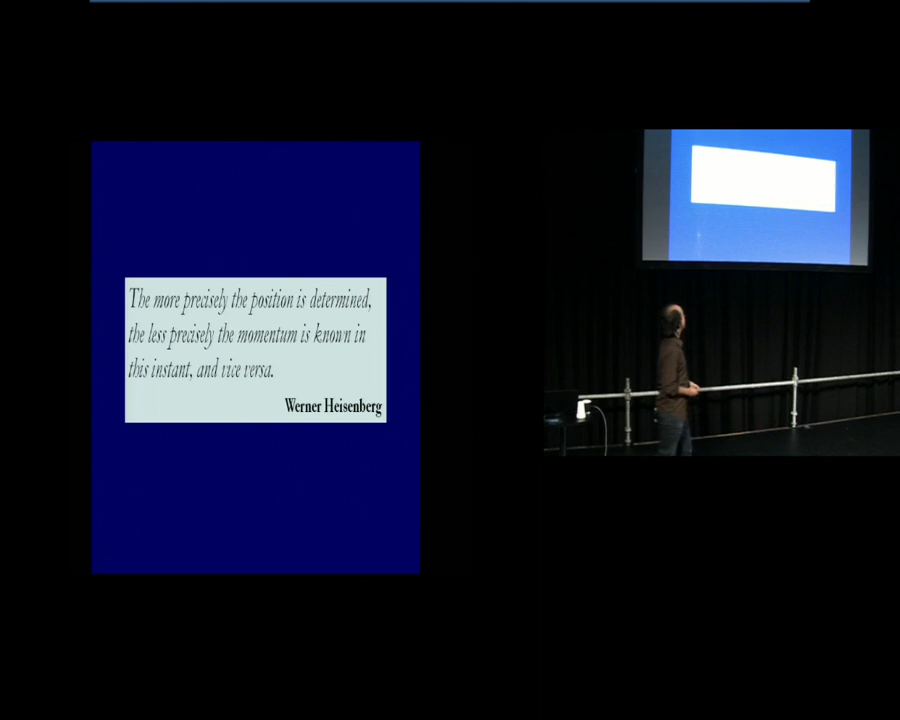 The more precisely the position is determined,
the less precisely the momentum is known in
this instant, and vice versa.
Werner Heisenberg